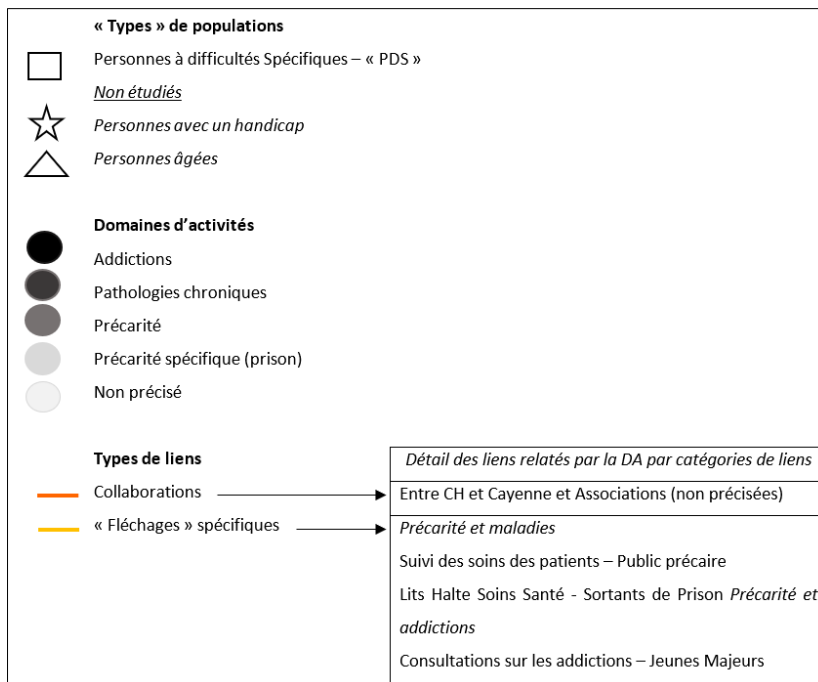 « Types » de populations
Personnes à difficultés Spécifiques – « PDS »
Non étudiés
Personnes avec un handicap
Personnes âgées
Domaines d'activités
Addictions
Pathologies chroniques
Précarité
Précarité spécifique (prison)
Non précisé
Types de liens
Collaborations
« Fléchages » spécifiques
Détail des liens relatés par la DA par catégories de liens
Entre CH et Cayenne et Associations (non précisées)
Précarité et maladies
Suivi des soins des patients – Public précaire
Lits Halte Soins Santé - Sortants de Prison Précarité et
addictions
Consultations sur les addictions – Jeunes Majeurs